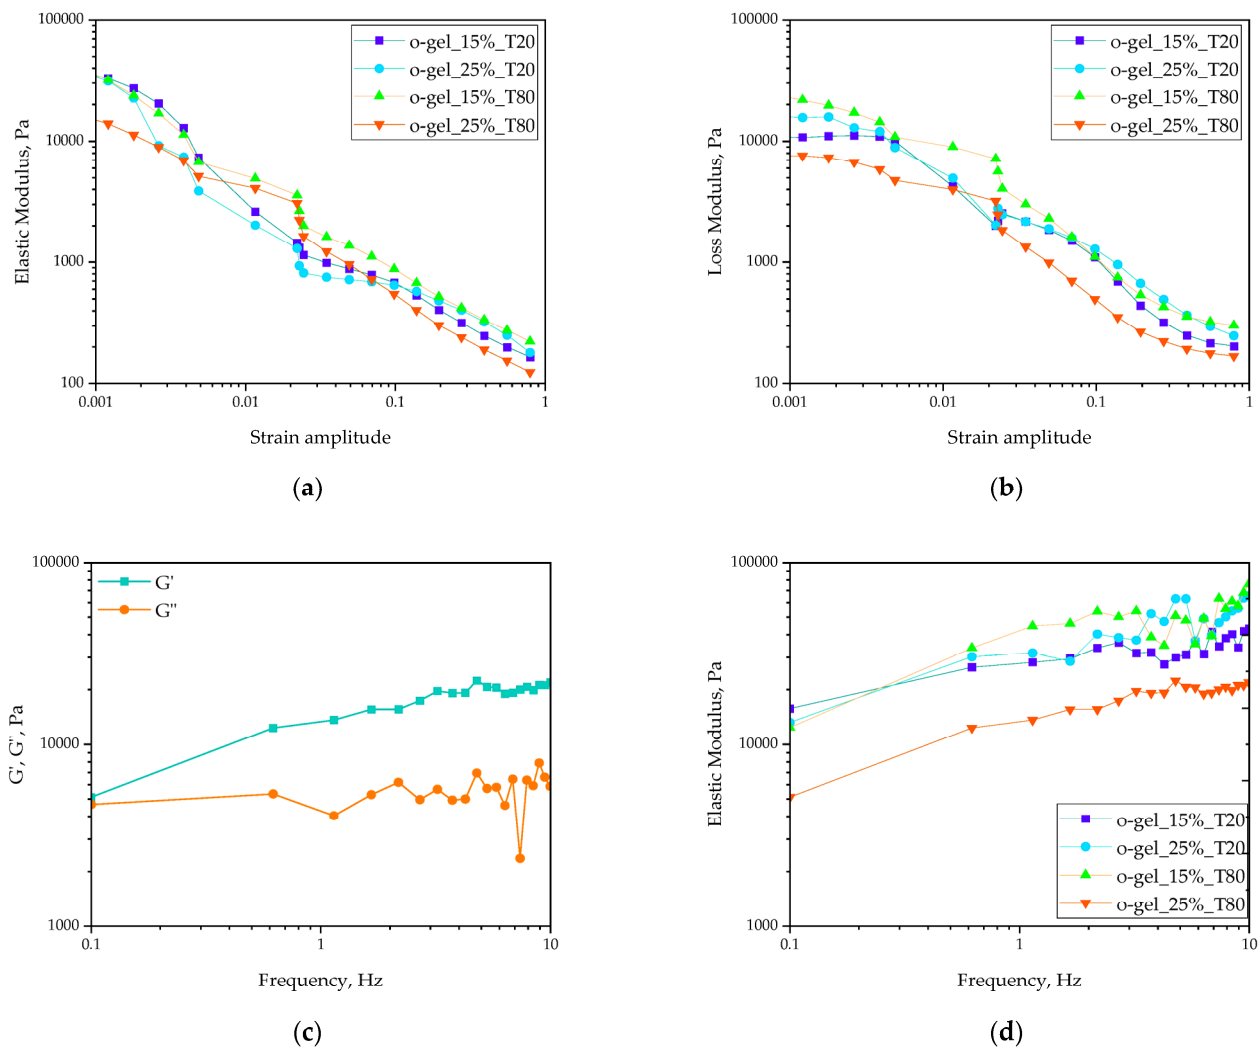 100000
10000
1000
100
0.001
0.01
0.1
1
Elastic Modulus, Pa
Strain amplitude
o-gel_15%_T20
o-gel_25%_T20
o-gel_15%_T80
o-gel_25%_T80
(a)
100000
10000
1000
100
0.001
0.01
0.1
1
Loss Modulus, Pa
Strain amplitude
o-gel_15%_T20
o-gel_25%_T20
o-gel_15%_T80
o-gel_25%_T80
(b)
100000
10000
1000
0.1
1
10
G', G'', Pa
Frequency, Hz
G'
G''
(c)
100000
10000
1000
0.1
1
10
Elastic Modulus, Pa
Frequency, Hz
o-gel_15%_T20
o-gel_25%_T20
o-gel_15%_T80
o-gel_25%_T80
(d)